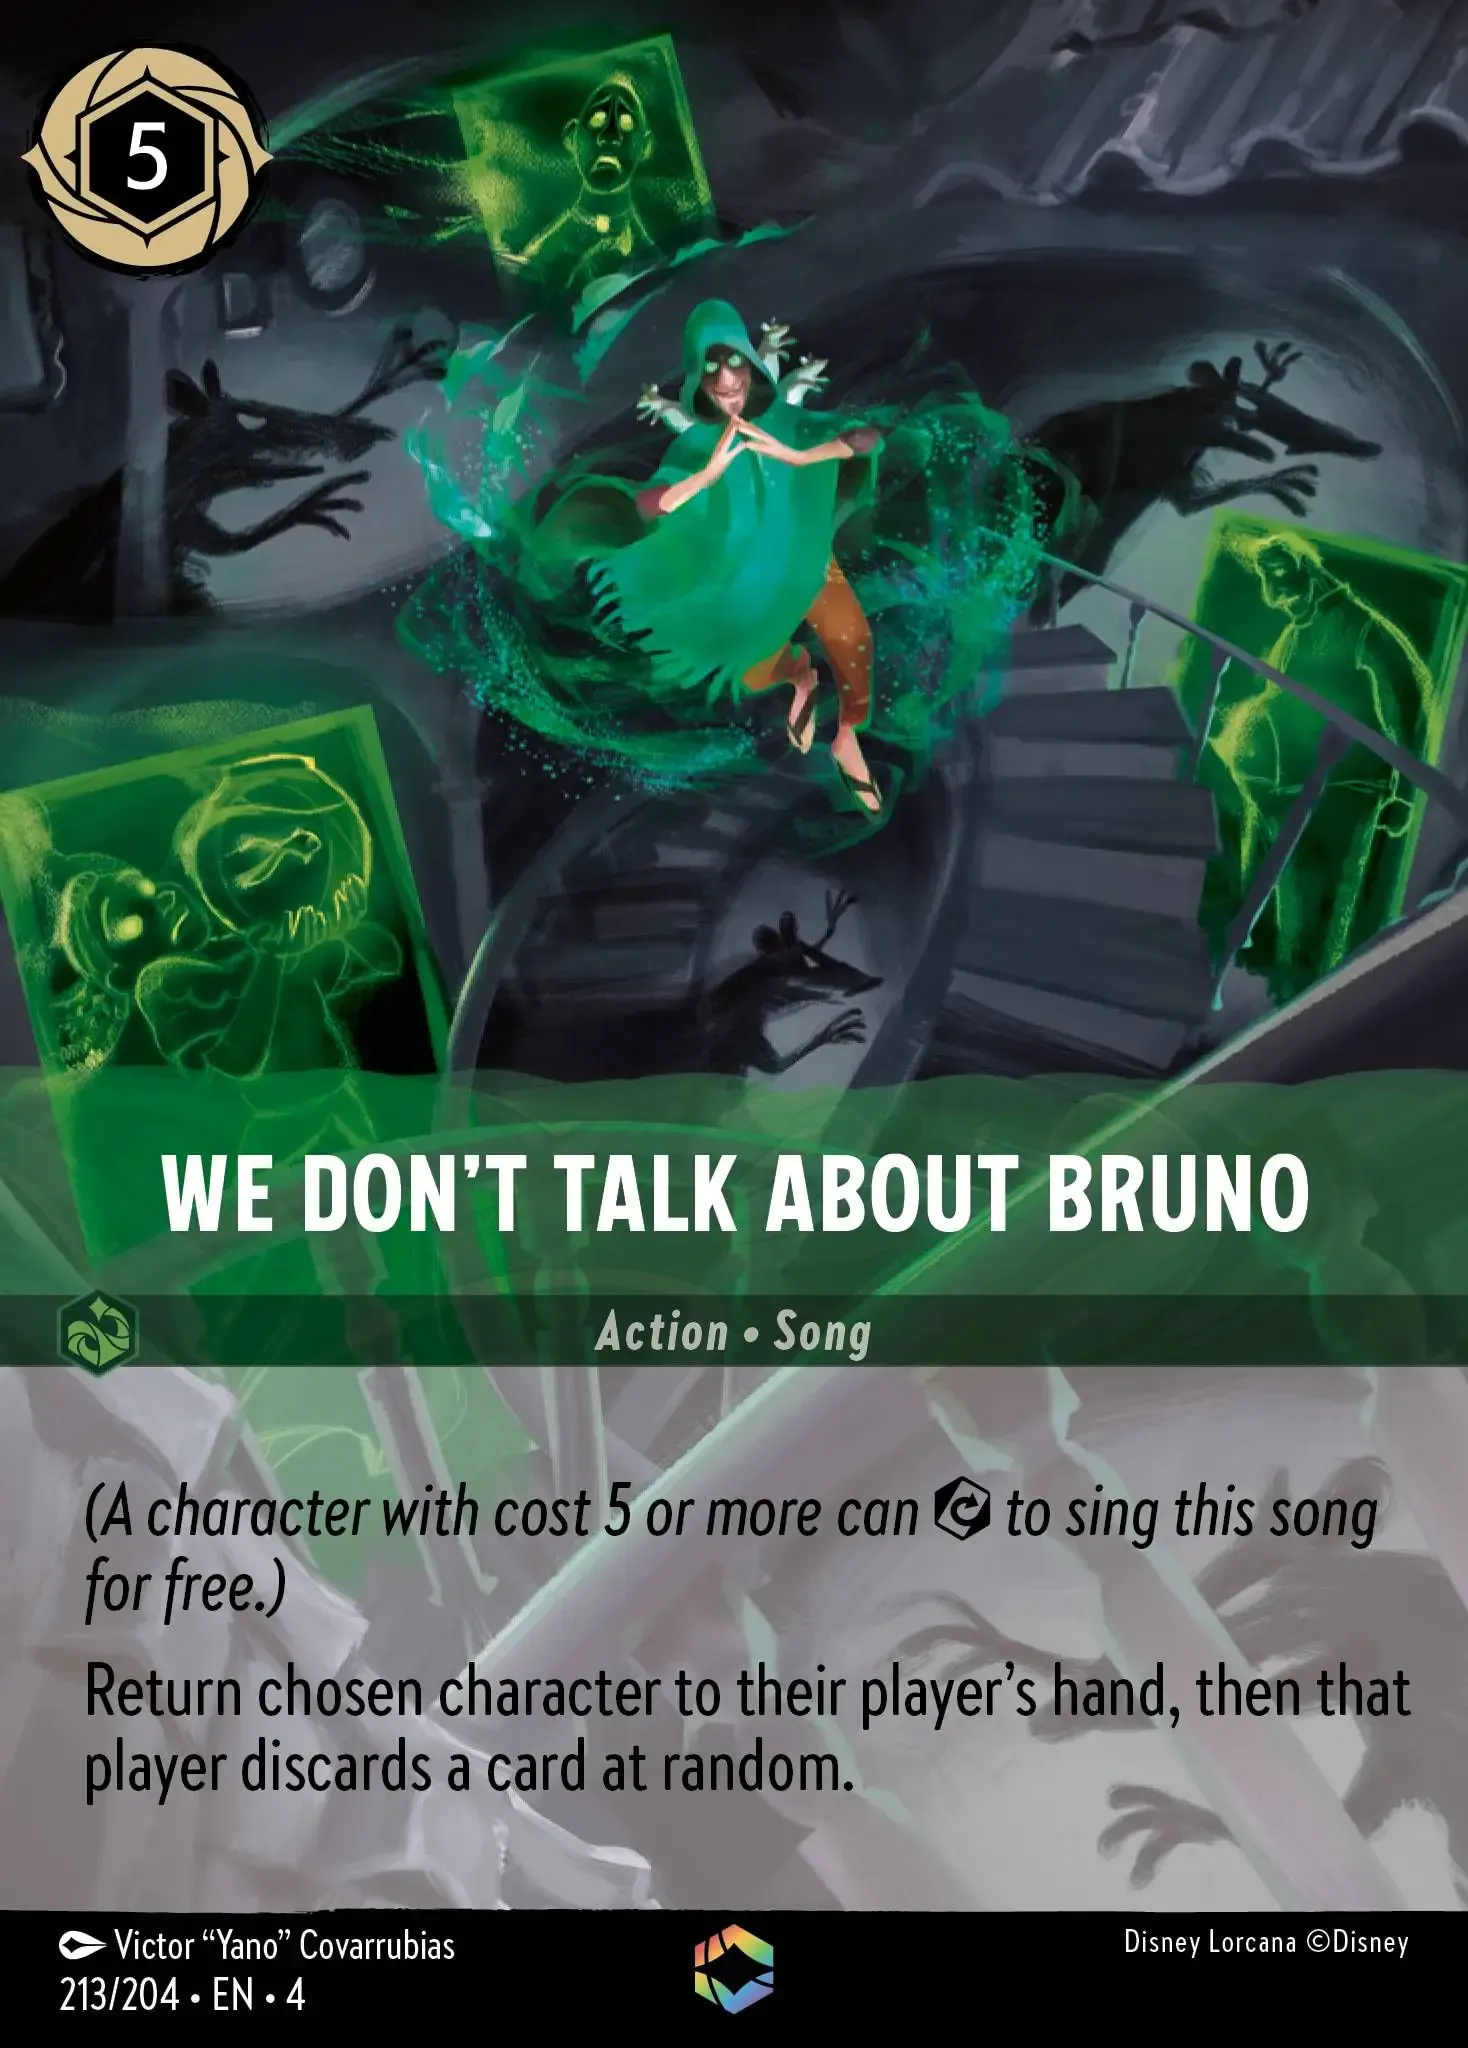 5
WE DON’T TALK ABOUT BRUNO
Action • Song
(A character with cost 5 or more can to sing this song
for free.)
Return chosen character to their player’s hand, then that
player discards a card at random.
Victor “Yano” Covarrubias
Disney Lorcana ©Disney
213/204 • EN • 4